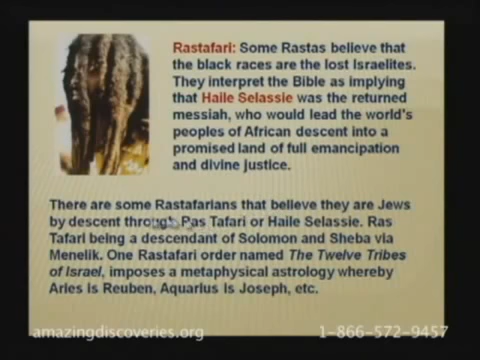 Rastafari: Some Rastas believe that
the black races are the lost Israelites.
They interpret the Bible as implying
that Haile Selassie was the returned
messiah, who would lead the world's
peoples of African descent into a
promised land of full emancipation
and divine justice.
There are some Rastafarians that believe they are Jews
by descent through Ras Tafari or Haile Selassie. Ras
Tafari being a descendant of Solomon and Sheba via
Menelik. One Rastafari order named The Twelve Tribes
of Israel, imposes a metaphysical astrology whereby
Aries is Reuben, Aquarius is Joseph, etc.
amazingdiscoveries.org 1-866-572-9457